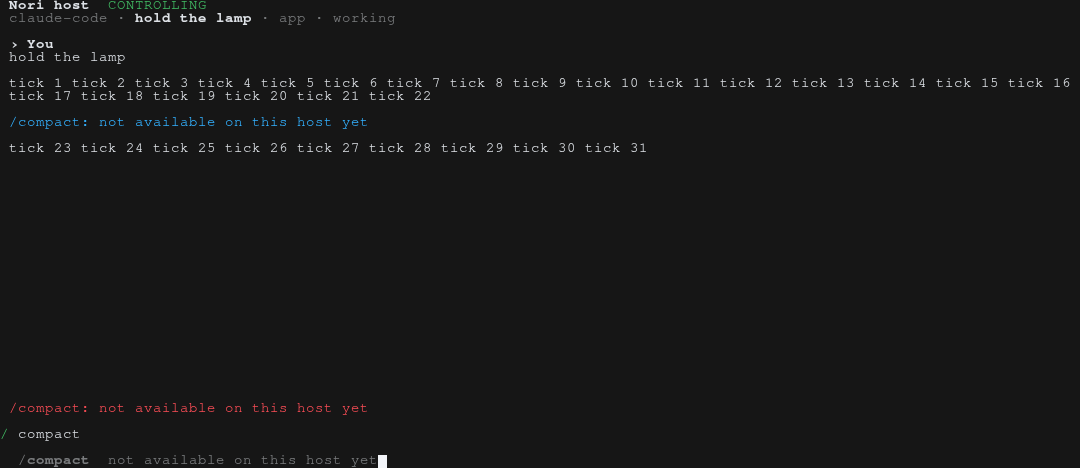 Nori host  CONTROLLING
claude-code · hold the lamp · app · working
› You
hold the lamp
tick 1 tick 2 tick 3 tick 4 tick 5 tick 6 tick 7 tick 8 tick 9 tick 10 tick 11 tick 12 tick 13 tick 14 tick 15 tick 16
tick 17 tick 18 tick 19 tick 20 tick 21 tick 22
/compact: not available on this host yet
tick 23 tick 24 tick 25 tick 26 tick 27 tick 28 tick 29 tick 30 tick 31
/compact: not available on this host yet
/ compact
/compact  not available on this host yet